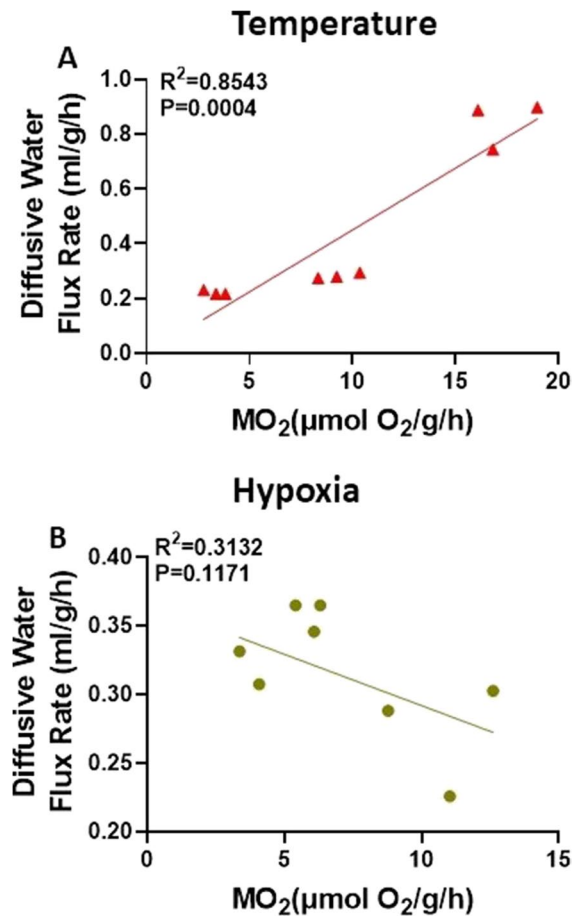 Temperature
A
R²=0.8543
P=0.0004
Diffusive Water
Flux Rate (ml/g/h)
1.0
0.8
0.6
0.4
0.2
0.0
0 5 10 15 20
MO₂(µmol O₂/g/h)
Hypoxia
B
R²=0.3132
P=0.1171
Diffusive Water
Flux Rate (ml/g/h)
0.40
0.35
0.30
0.25
0.20
0 5 10 15
MO₂(µmol O₂/g/h)